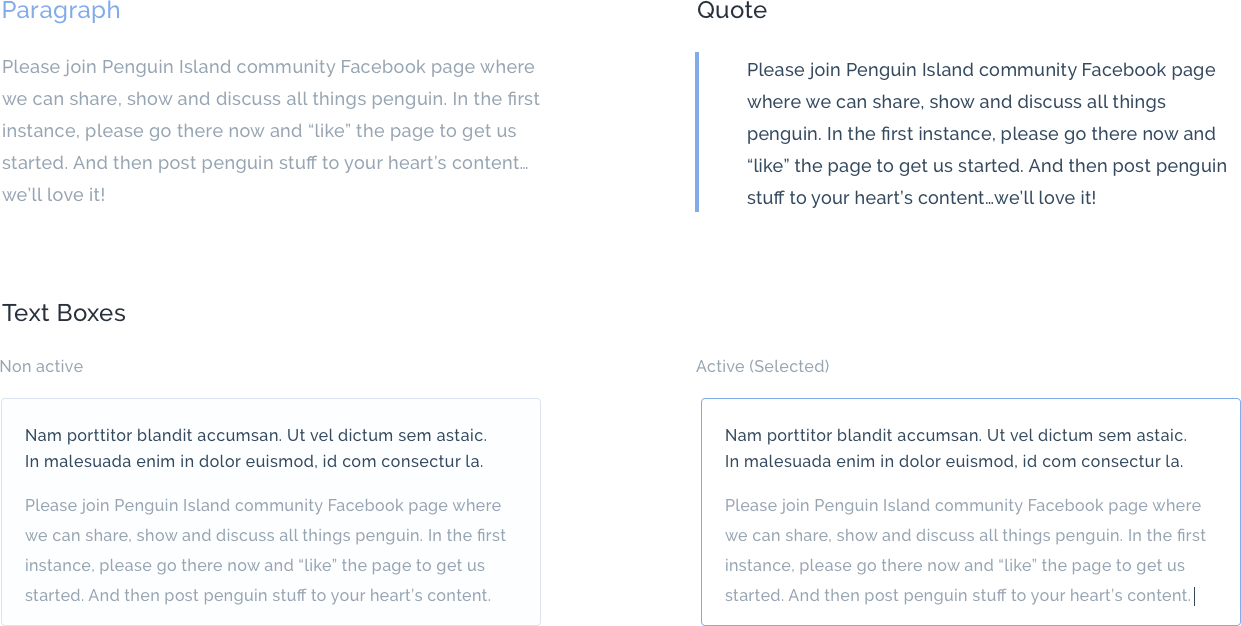 Paragraph
Please join Penguin Island community Facebook page where
we can share, show and discuss all things penguin. In the first
instance, please go there now and “like” the page to get us
started. And then post penguin stuff to your heart’s content…
we’ll love it!
Quote
Please join Penguin Island community Facebook page
where we can share, show and discuss all things
penguin. In the first instance, please go there now and
“like” the page to get us started. And then post penguin
stuff to your heart’s content…we’ll love it!
Text Boxes
Non active
Nam porttitor blandit accumsan. Ut vel dictum sem astaic.
In malesuada enim in dolor euismod, id com consectur la.
Please join Penguin Island community Facebook page where
we can share, show and discuss all things penguin. In the first
instance, please go there now and “like” the page to get us
started. And then post penguin stuff to your heart’s content.
Active (Selected)
Nam porttitor blandit accumsan. Ut vel dictum sem astaic.
In malesuada enim in dolor euismod, id com consectur la.
Please join Penguin Island community Facebook page where
we can share, show and discuss all things penguin. In the first
instance, please go there now and “like” the page to get us
started. And then post penguin stuff to your heart’s content.